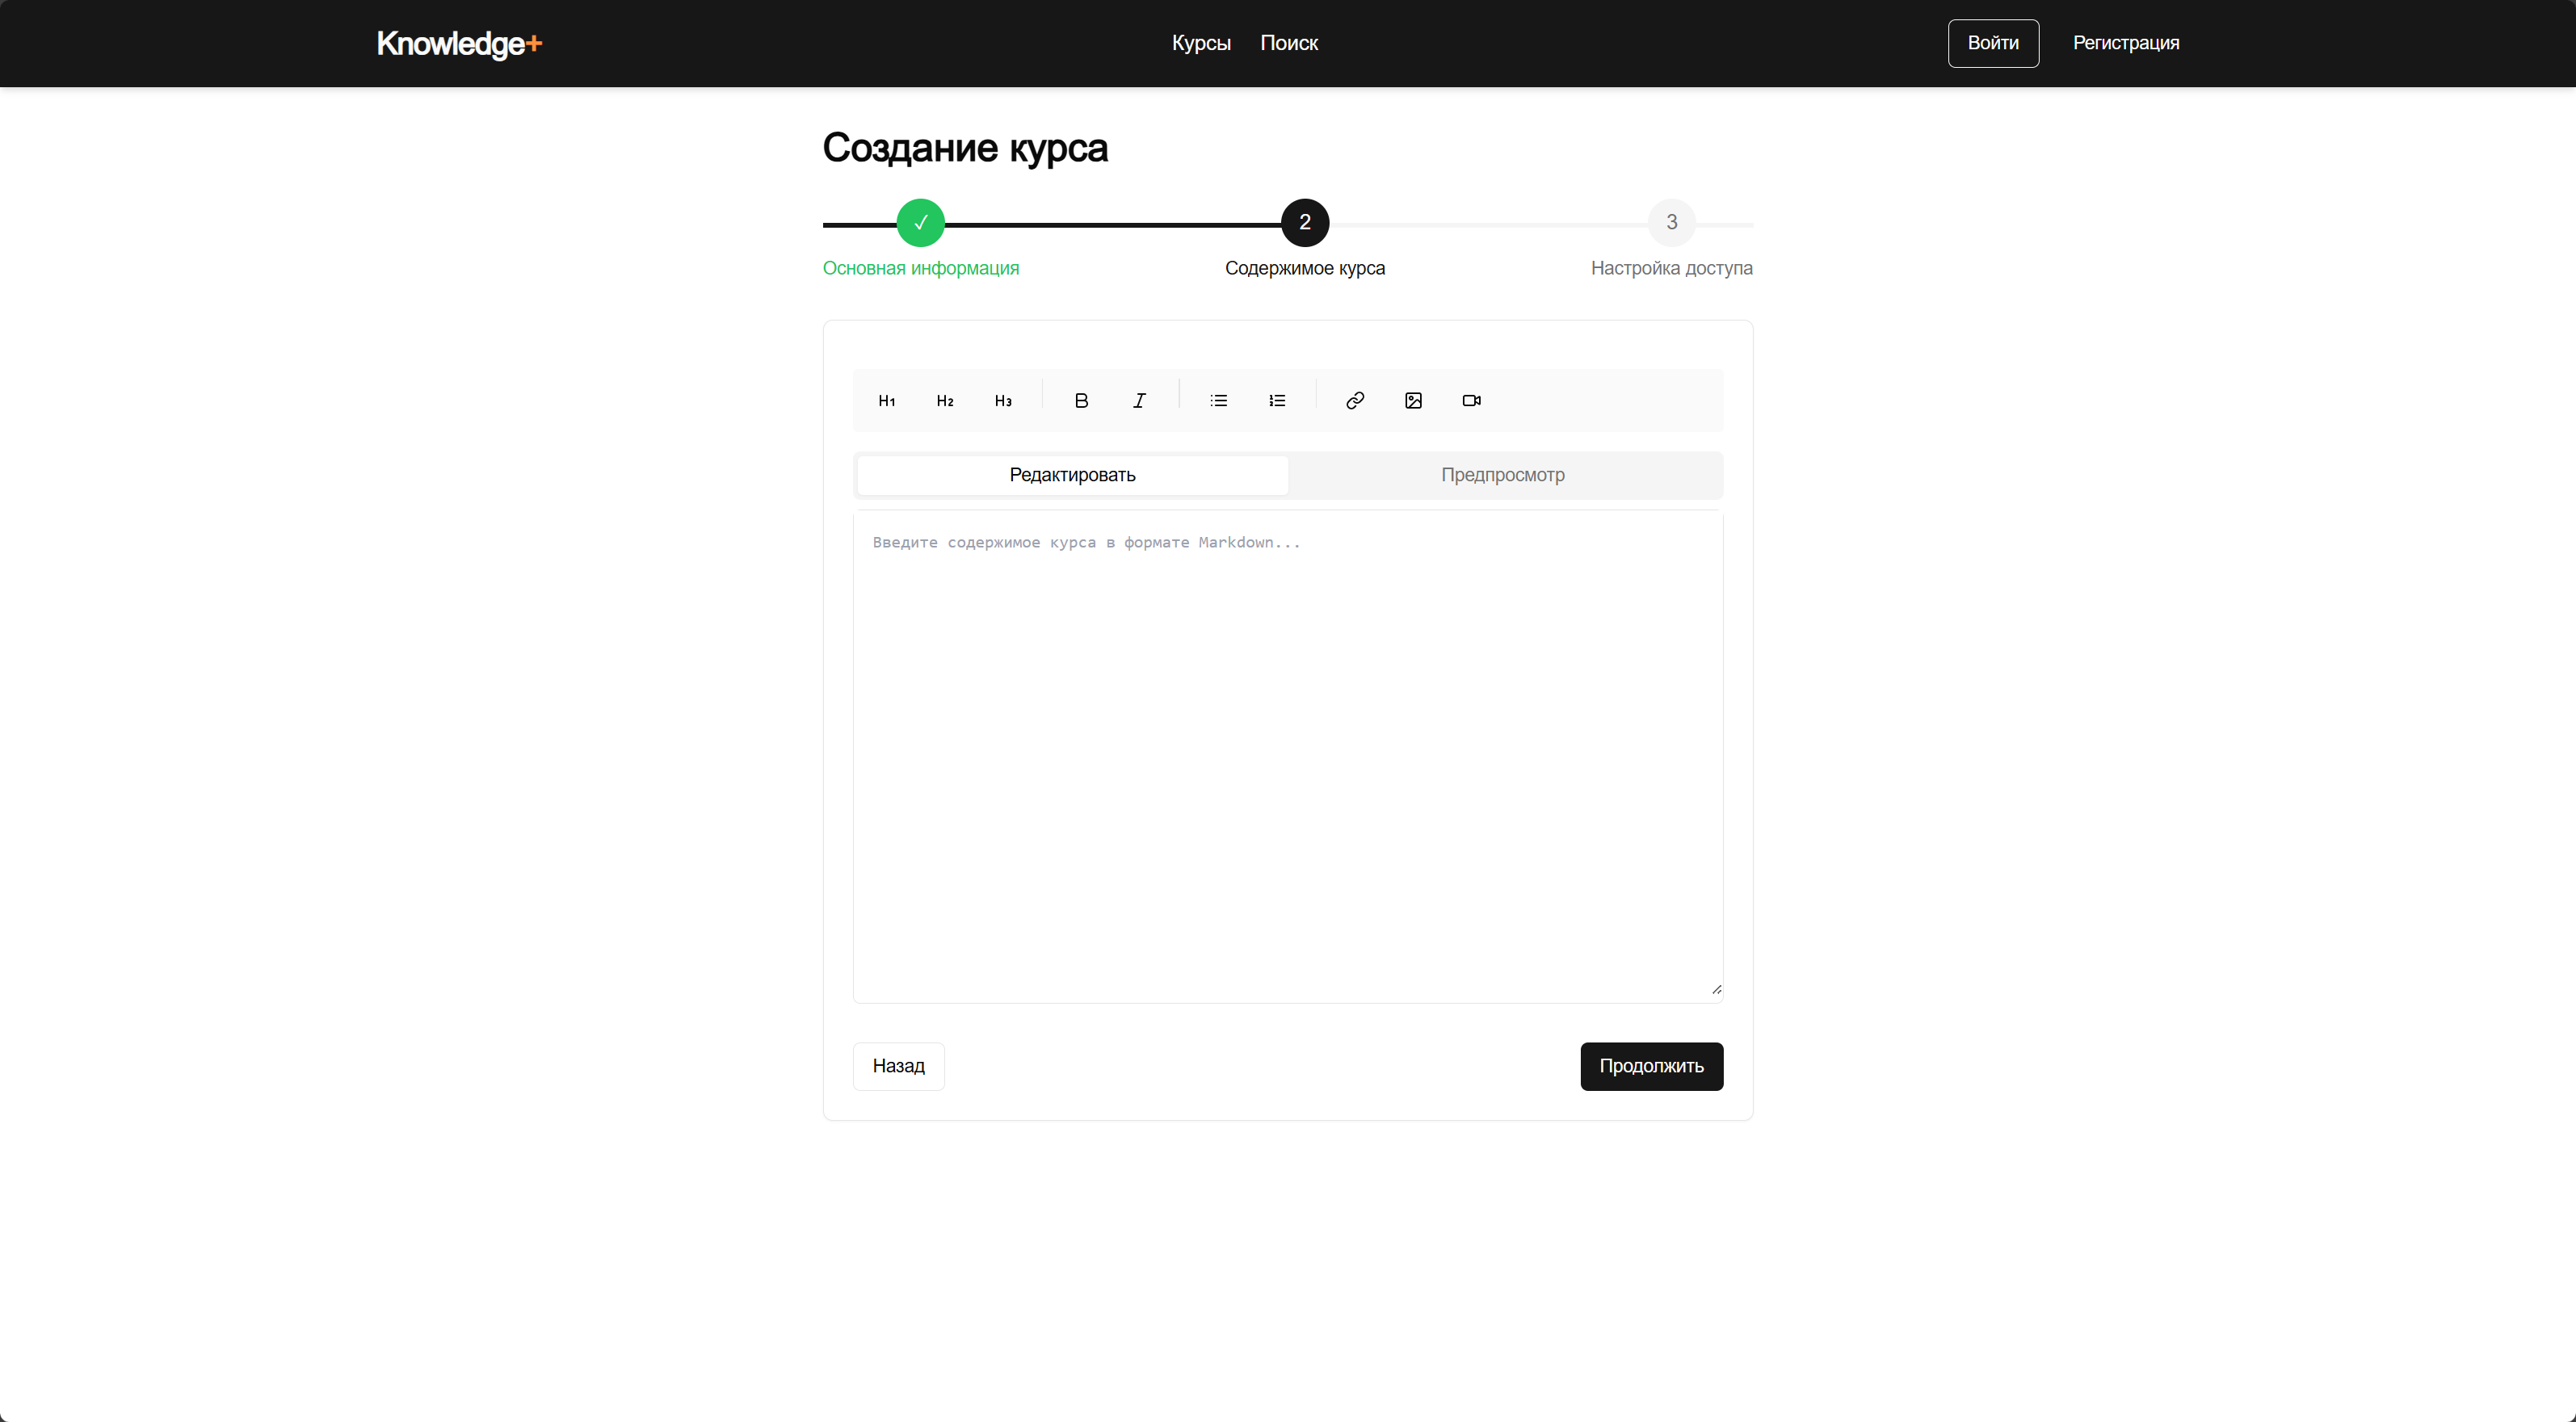 Knowledge+
Курсы Поиск
Войти Регистрация
Создание курса
✓ 2 3
Основная информация Содержимое курса Настройка доступа
H1 H2 H3 B I
Редактировать Предпросмотр
Введите содержимое курса в формате Markdown...
Назад Продолжить